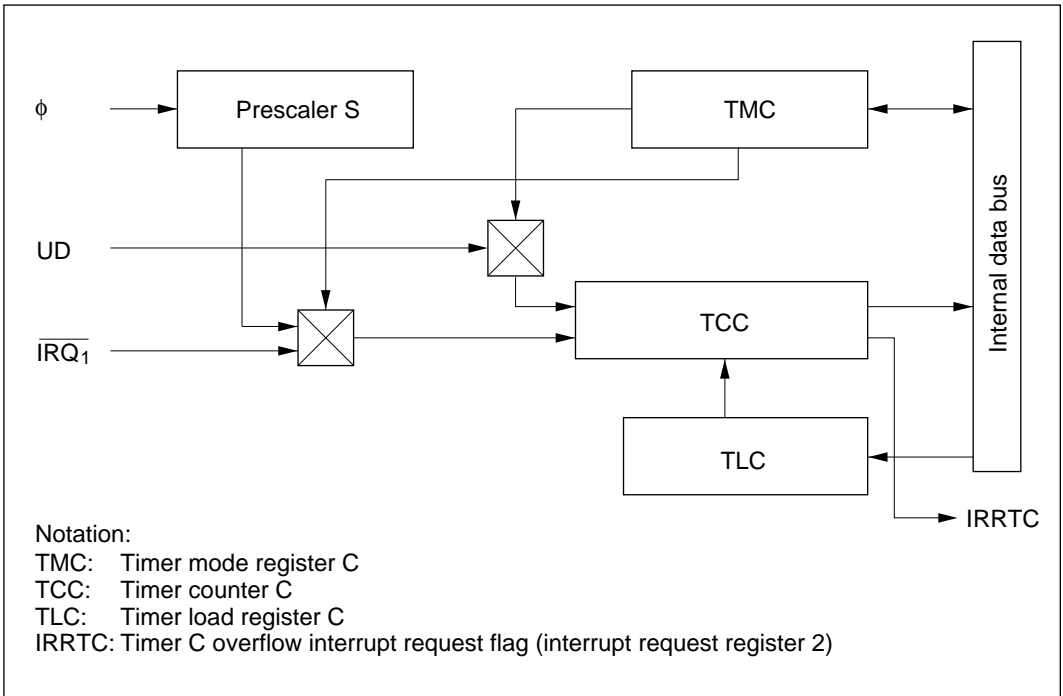 ϕ
Prescaler S
TMC
UD
TCC
IRQ1
TLC
Internal data bus
IRRTC
Notation:
TMC: Timer mode register C
TCC: Timer counter C
TLC: Timer load register C
IRRTC: Timer C overflow interrupt request flag (interrupt request register 2)